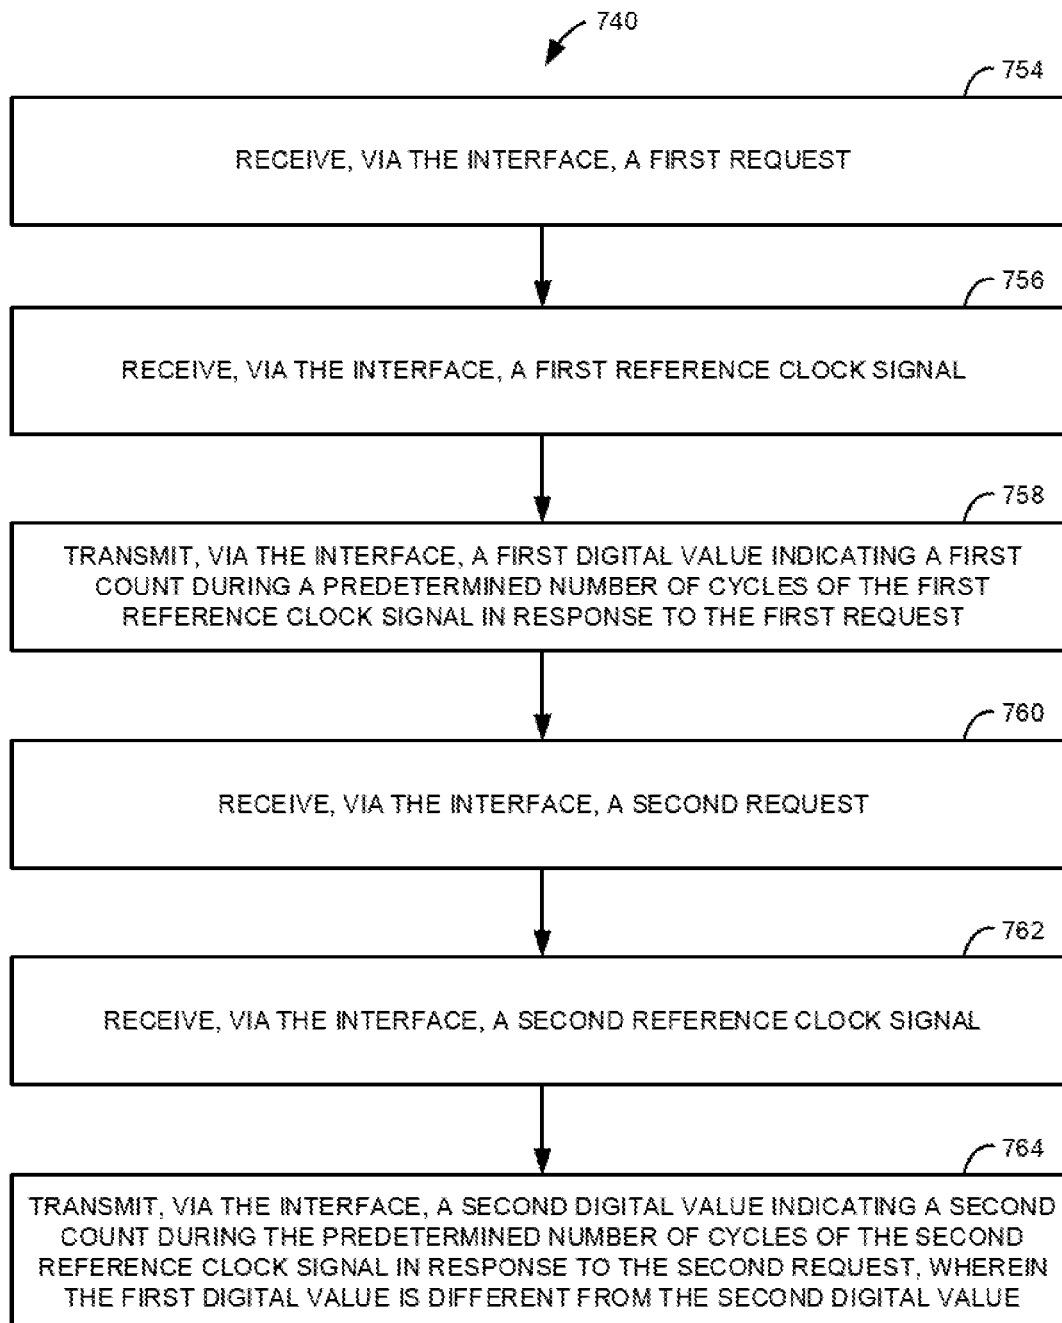 740
754
RECEIVE, VIA THE INTERFACE, A FIRST REQUEST
756
RECEIVE, VIA THE INTERFACE, A FIRST REFERENCE CLOCK SIGNAL
758
TRANSMIT, VIA THE INTERFACE, A FIRST DIGITAL VALUE INDICATING A FIRST
COUNT DURING A PREDETERMINED NUMBER OF CYCLES OF THE FIRST
REFERENCE CLOCK SIGNAL IN RESPONSE TO THE FIRST REQUEST
760
RECEIVE, VIA THE INTERFACE, A SECOND REQUEST
762
RECEIVE, VIA THE INTERFACE, A SECOND REFERENCE CLOCK SIGNAL
764
TRANSMIT, VIA THE INTERFACE, A SECOND DIGITAL VALUE INDICATING A SECOND
COUNT DURING THE PREDETERMINED NUMBER OF CYCLES OF THE SECOND
REFERENCE CLOCK SIGNAL IN RESPONSE TO THE SECOND REQUEST, WHEREIN
THE FIRST DIGITAL VALUE IS DIFFERENT FROM THE SECOND DIGITAL VALUE